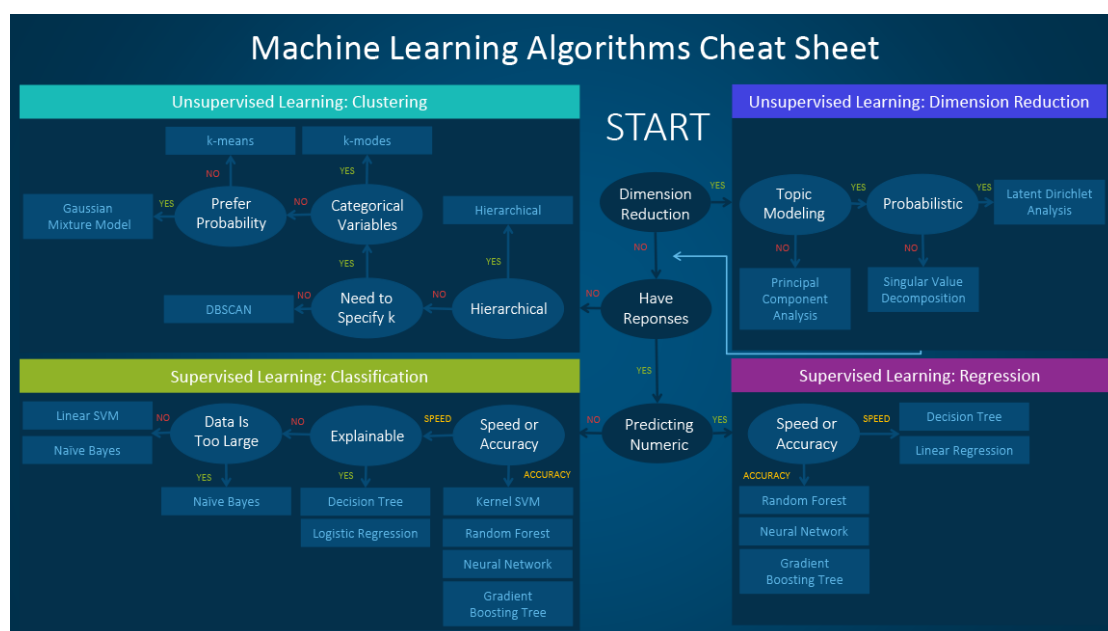 Machine Learning Algorithms Cheat Sheet
Unsupervised Learning: Clustering
k-means
k-modes
NO
YES
Gaussian
Mixture Model
YES
Prefer
Probability
NO
Categorical
Variables
Hierarchical
YES
YES
DBSCAN
NO
Need to
Specify k
NO
Hierarchical
START
Dimension
Reduction
YES
NO
NO
Have
Reponses
YES
NO
Predicting
Numeric
YES
Unsupervised Learning: Dimension Reduction
Topic
Modeling
YES
Probabilistic
YES
Latent Dirichlet
Analysis
NO
NO
Principal
Component
Analysis
Singular Value
Decomposition
Supervised Learning: Classification
Linear SVM
Naïve Bayes
NO
Data Is
Too Large
NO
Explainable
SPEED
Speed or
Accuracy
YES
YES
ACCURACY
Naïve Bayes
Decision Tree
Logistic Regression
Kernel SVM
Random Forest
Neural Network
Gradient
Boosting Tree
Supervised Learning: Regression
Speed or
Accuracy
SPEED
Decision Tree
Linear Regression
ACCURACY
Random Forest
Neural Network
Gradient
Boosting Tree